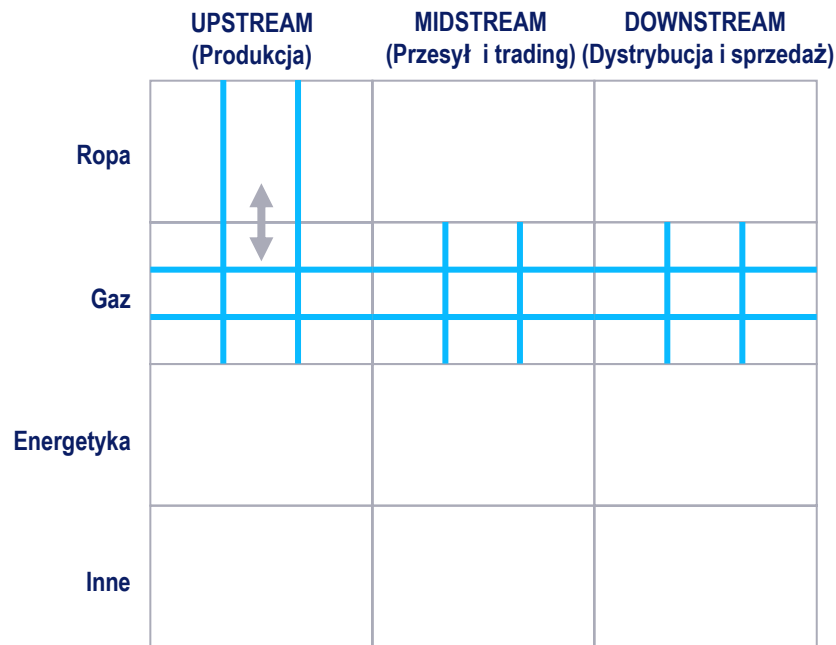 UPSTREAM
(Produkcja)
MIDSTREAM
(Przesył i trading)
DOWNSTREAM
(Dystrybucja i sprzedaż)
Ropa
Gaz
Energetyka
Inne